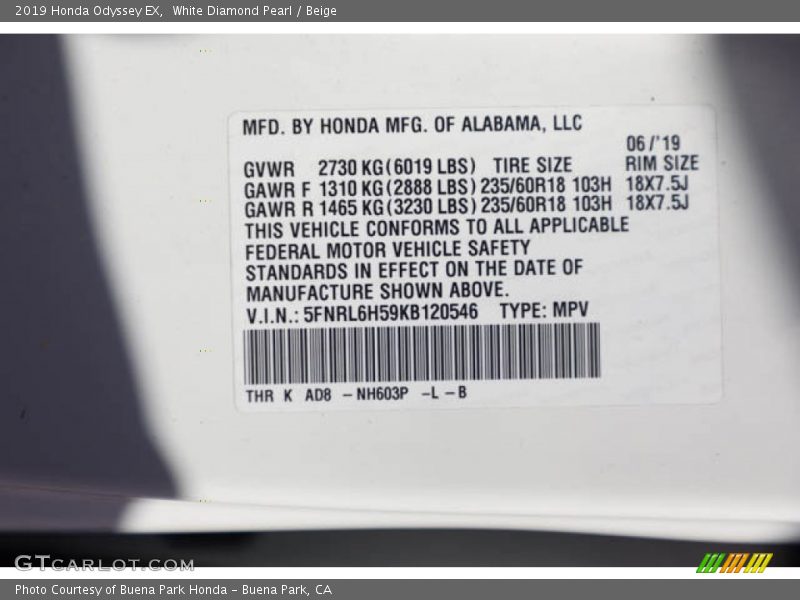 2019 Honda Odyssey EX,  White Diamond Pearl / Beige
MFD. BY HONDA MFG. OF ALABAMA, LLC
06/'19
GVWR 2730 KG (6019 LBS) TIRE SIZE RIM SIZE
GAWR F 1310 KG (2888 LBS) 235/60R18 103H 18X7.5J
GAWR R 1465 KG (3230 LBS) 235/60R18 103H 18X7.5J
THIS VEHICLE CONFORMS TO ALL APPLICABLE
FEDERAL MOTOR VEHICLE SAFETY
STANDARDS IN EFFECT ON THE DATE OF
MANUFACTURE SHOWN ABOVE.
V.I.N.: 5FNRL6H59KB120546 TYPE: MPV
THR K AD8 -NH603P -L -B
GTCARLOT.COM
Photo Courtesy of Buena Park Honda - Buena Park, CA